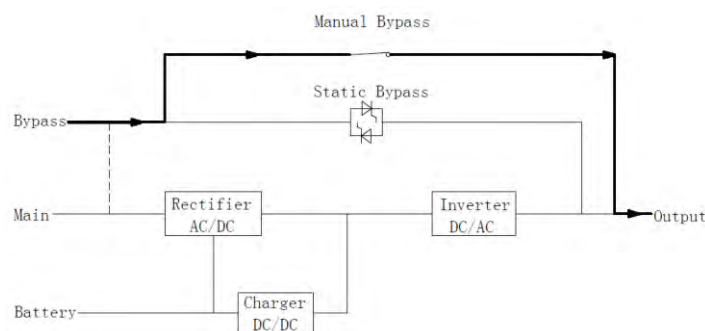 Manual Bypass
Static Bypass
Bypass
Main
Rectifier
AC/DC
Inverter
DC/AC
Output
Battery
Charger
DC/DC